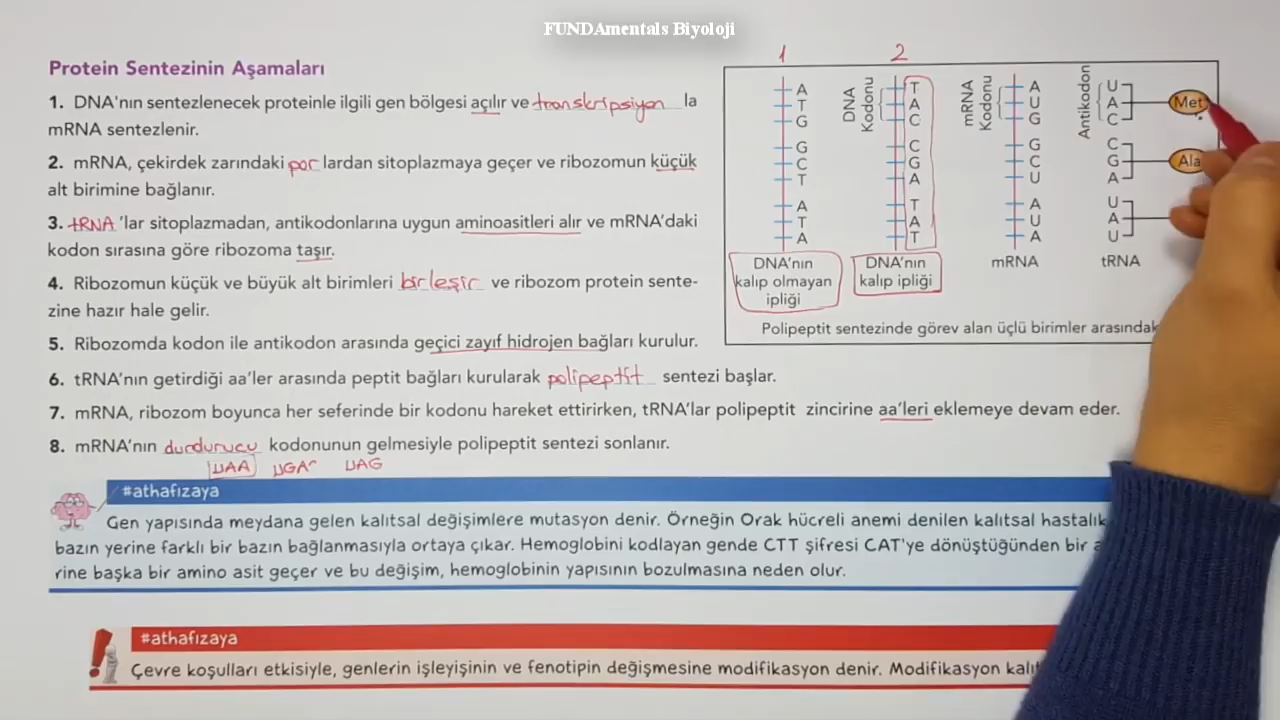 FUNDAmentals Biyoloji
Protein Sentezinin Aşamaları
1. DNA'nın sentezlenecek proteinle ilgili gen bölgesi açılır ve transkripsiyon la
mRNA sentezlenir.
2. mRNA, çekirdek zarındaki por lardan sitoplazmaya geçer ve ribozomun küçük
alt birimine bağlanır.
3. tRNA 'lar sitoplazmadan, antikodonlarına uygun aminoasitleri alır ve mRNA'daki
kodon sırasına göre ribozoma taşır.
4. Ribozomun küçük ve büyük alt birimleri birleşir ve ribozom protein sente-
zine hazır hale gelir.
5. Ribozomda kodon ile antikodon arasında geçici zayıf hidrojen bağları kurulur.
6. tRNA'nın getirdiği aa'ler arasında peptit bağları kurularak polipeptit sentezi başlar.
7. mRNA, ribozom boyunca her seferinde bir kodonu hareket ettirirken, tRNA'lar polipeptit zincirine aa'leri eklemeye devam eder.
8. mRNA'nın durdurucu kodonunun gelmesiyle polipeptit sentezi sonlanır.
UAA UGA UAG
1 2
DNA Kodonu
mRNA Kodonu
Antikodon
A T A U Met
T A U A
G C G C
G C G C Ala
C G C G
T A U A
A T A U
T A U A
A T A U
DNA'nın kalıp olmayan ipliği
DNA'nın kalıp ipliği
mRNA
tRNA
Polipeptit sentezinde görev alan üçlü birimler
#athafızaya
Gen yapısında meydana gelen kalıtsal değişimlere mutasyon denir. Örneğin Orak hücreli anemi denilen kalıtsal hastalık
bazın yerine farklı bir bazın bağlanmasıyla ortaya çıkar. Hemoglobini kodlayan gende CTT şifresi CAT'ye dönüştüğünden bir
rine başka bir amino asit geçer ve bu değişim, hemoglobinin yapısının bozulmasına neden olur.
#athafızaya
Çevre koşulları etkisiyle, genlerin işleyişinin ve fenotipin değişmesine modifikasyon denir. Modifikasyon